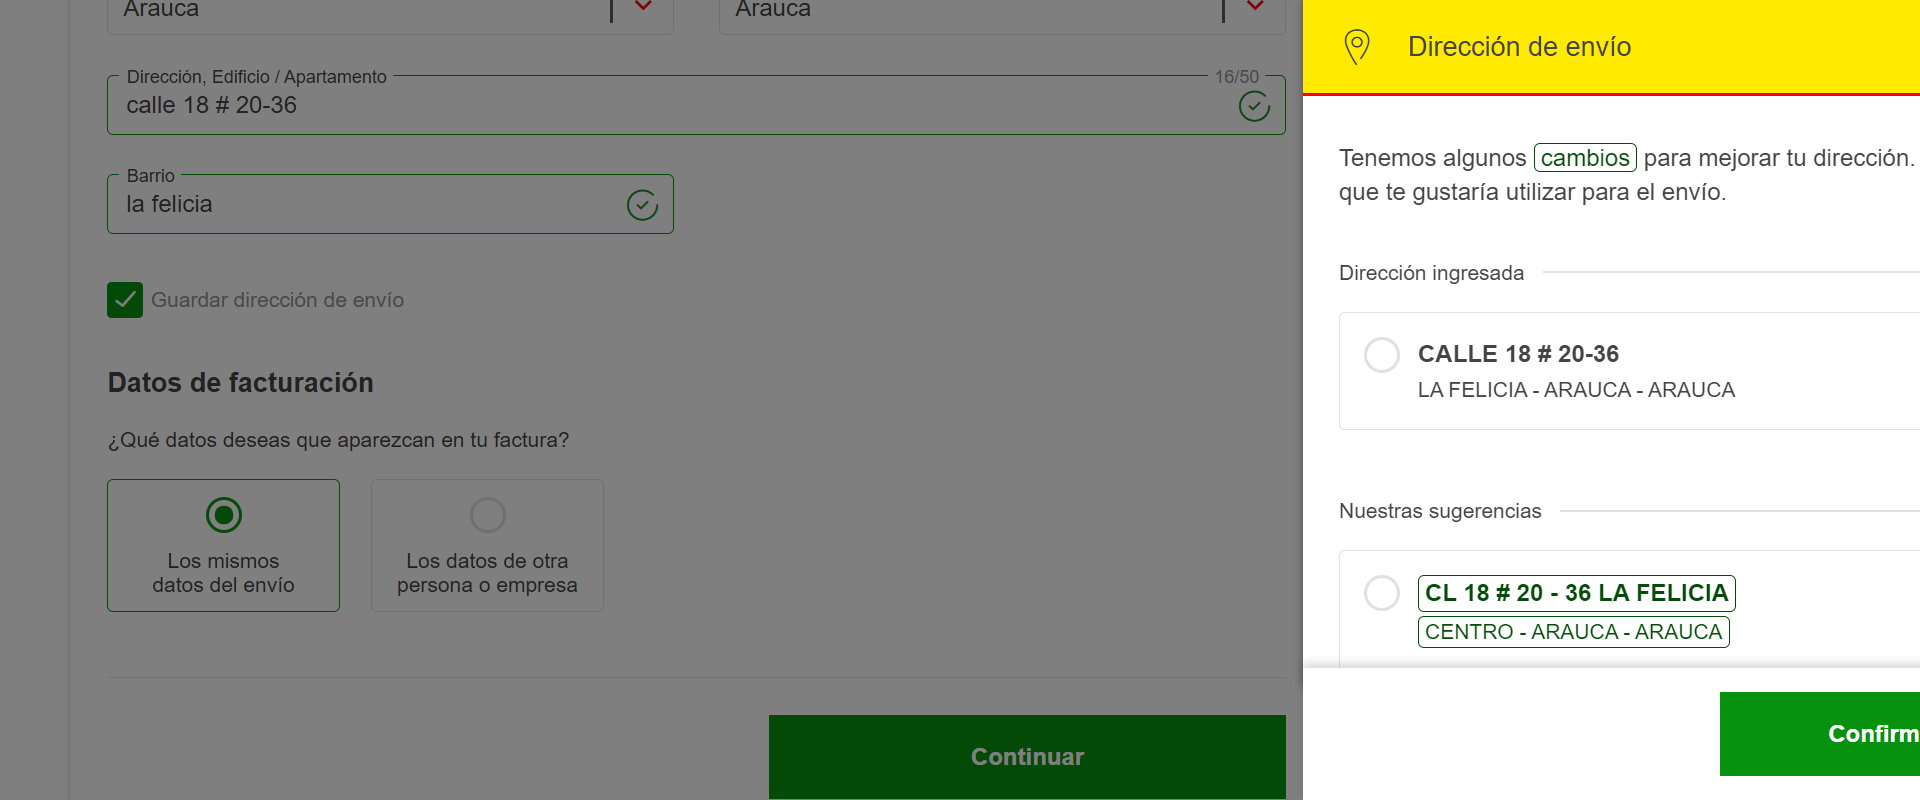 Arauca
Arauca
Dirección, Edificio / Apartamento
16/50
calle 18 # 20-36
Barrio
la felicia
Guardar dirección de envío
Datos de facturación
¿Qué datos deseas que aparezcan en tu factura?
Los mismos
datos del envío
Los datos de otra
persona o empresa
Continuar
Dirección de envío
Tenemos algunos cambios para mejorar tu dirección.
que te gustaría utilizar para el envío.
Dirección ingresada
CALLE 18 # 20-36
LA FELICIA - ARAUCA - ARAUCA
Nuestras sugerencias
CL 18 # 20 - 36 LA FELICIA
CENTRO - ARAUCA - ARAUCA
Confirm